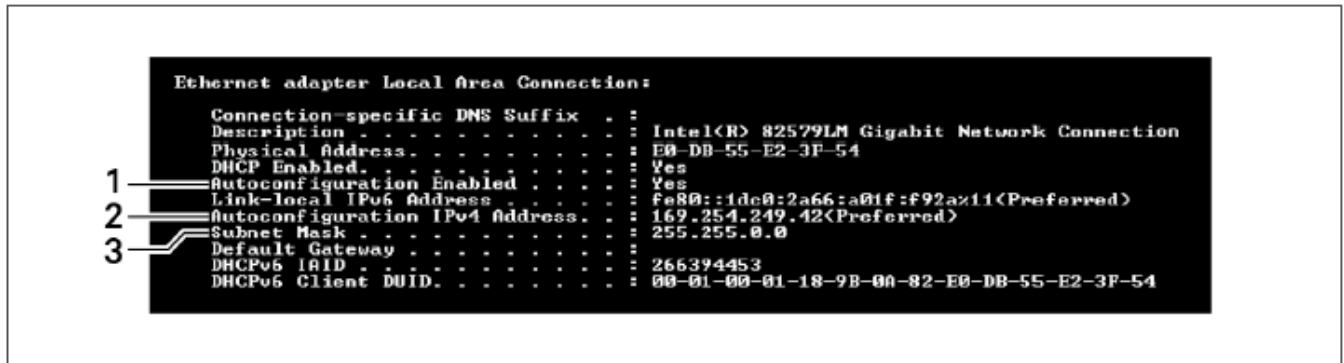 Ethernet adapter Local Area Connection:
Connection-specific DNS Suffix . :
Description . . . . . . . . . . . : Intel(R) 82579LM Gigabit Network Connection
Physical Address. . . . . . . . . : E0-DB-55-E2-3F-54
DHCP Enabled. . . . . . . . . . . : Yes
1 Autoconfiguration Enabled . . . . : Yes
Link-local IPv6 Address . . . . . : fe80::1dc0:2a66:a01f:f92a%11(Preferred)
2 Autoconfiguration IPv4 Address. . : 169.254.249.42(Preferred)
3 Subnet Mask . . . . . . . . . . . : 255.255.0.0
Default Gateway . . . . . . . . . :
DHCPv6 IAID . . . . . . . . . . . : 266394453
DHCPv6 Client DUID. . . . . . . . : 00-01-00-01-18-9B-0A-82-E0-DB-55-E2-3F-54